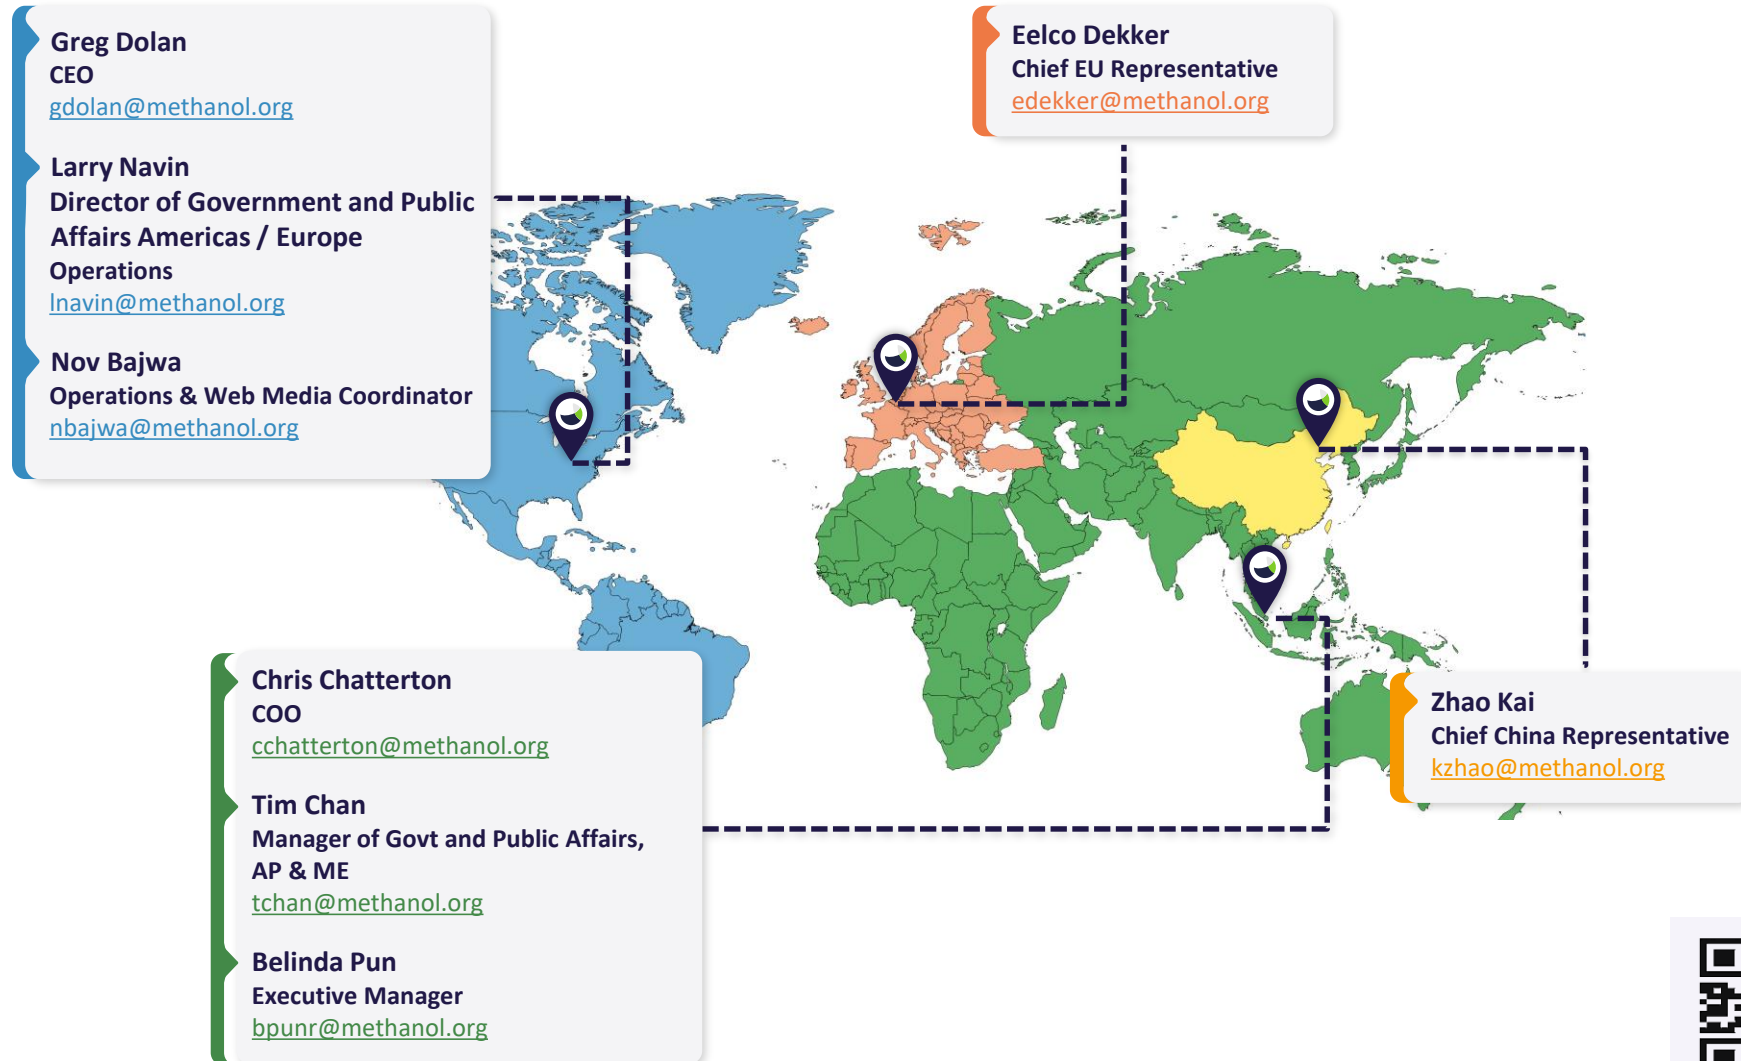 Greg Dolan
CEO
gdolan@methanol.org
Larry Navin
Director of Government and Public
Affairs Americas / Europe
Operations
lnavin@methanol.org
Nov Bajwa
Operations & Web Media Coordinator
nbajwa@methanol.org
Eelco Dekker
Chief EU Representative
edekker@methanol.org
Chris Chatterton
COO
cchatterton@methanol.org
Tim Chan
Manager of Govt and Public Affairs,
AP & ME
tchan@methanol.org
Belinda Pun
Executive Manager
bpunr@methanol.org
Zhao Kai
Chief China Representative
kzhao@methanol.org